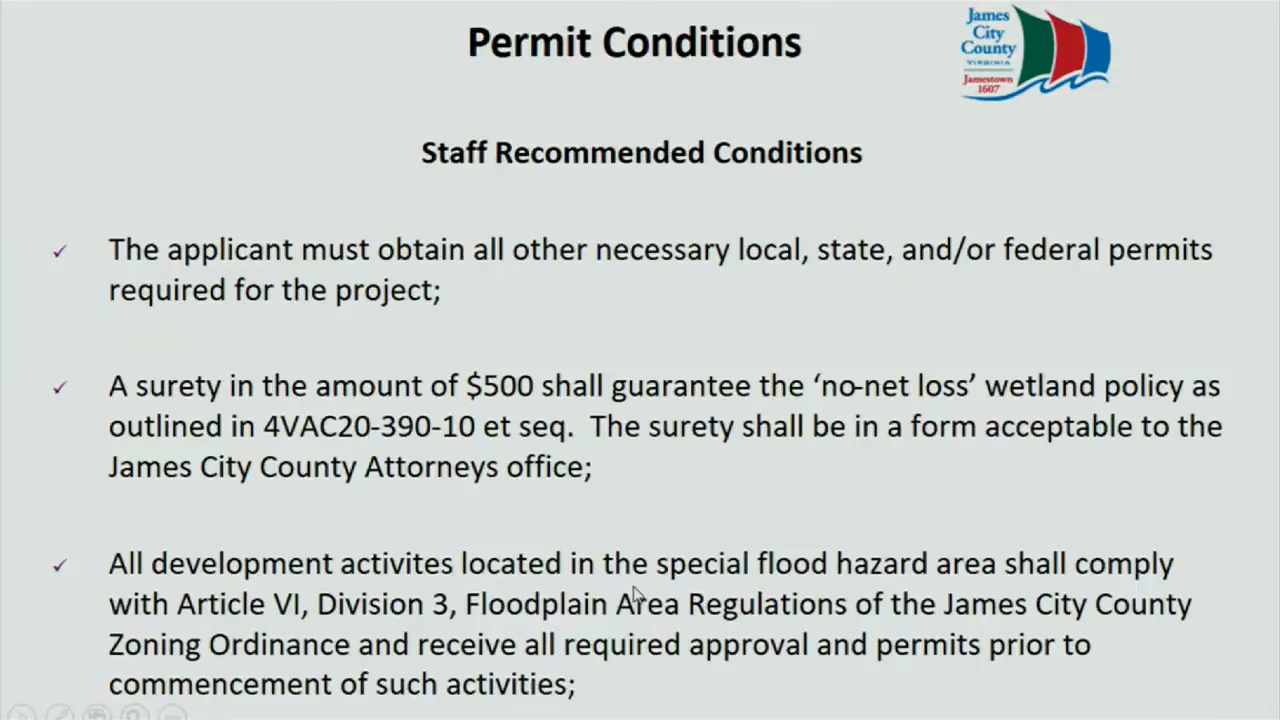 Permit Conditions
James
City
County
VIRGINIA
Jamestown
1607
Staff Recommended Conditions
The applicant must obtain all other necessary local, state, and/or federal permits
required for the project;
A surety in the amount of $500 shall guarantee the ‘no-net loss’ wetland policy as
outlined in 4VAC20-390-10 et seq.  The surety shall be in a form acceptable to the
James City County Attorneys office;
All development activites located in the special flood hazard area shall comply
with Article VI, Division 3, Floodplain Area Regulations of the James City County
Zoning Ordinance and receive all required approval and permits prior to
commencement of such activities;